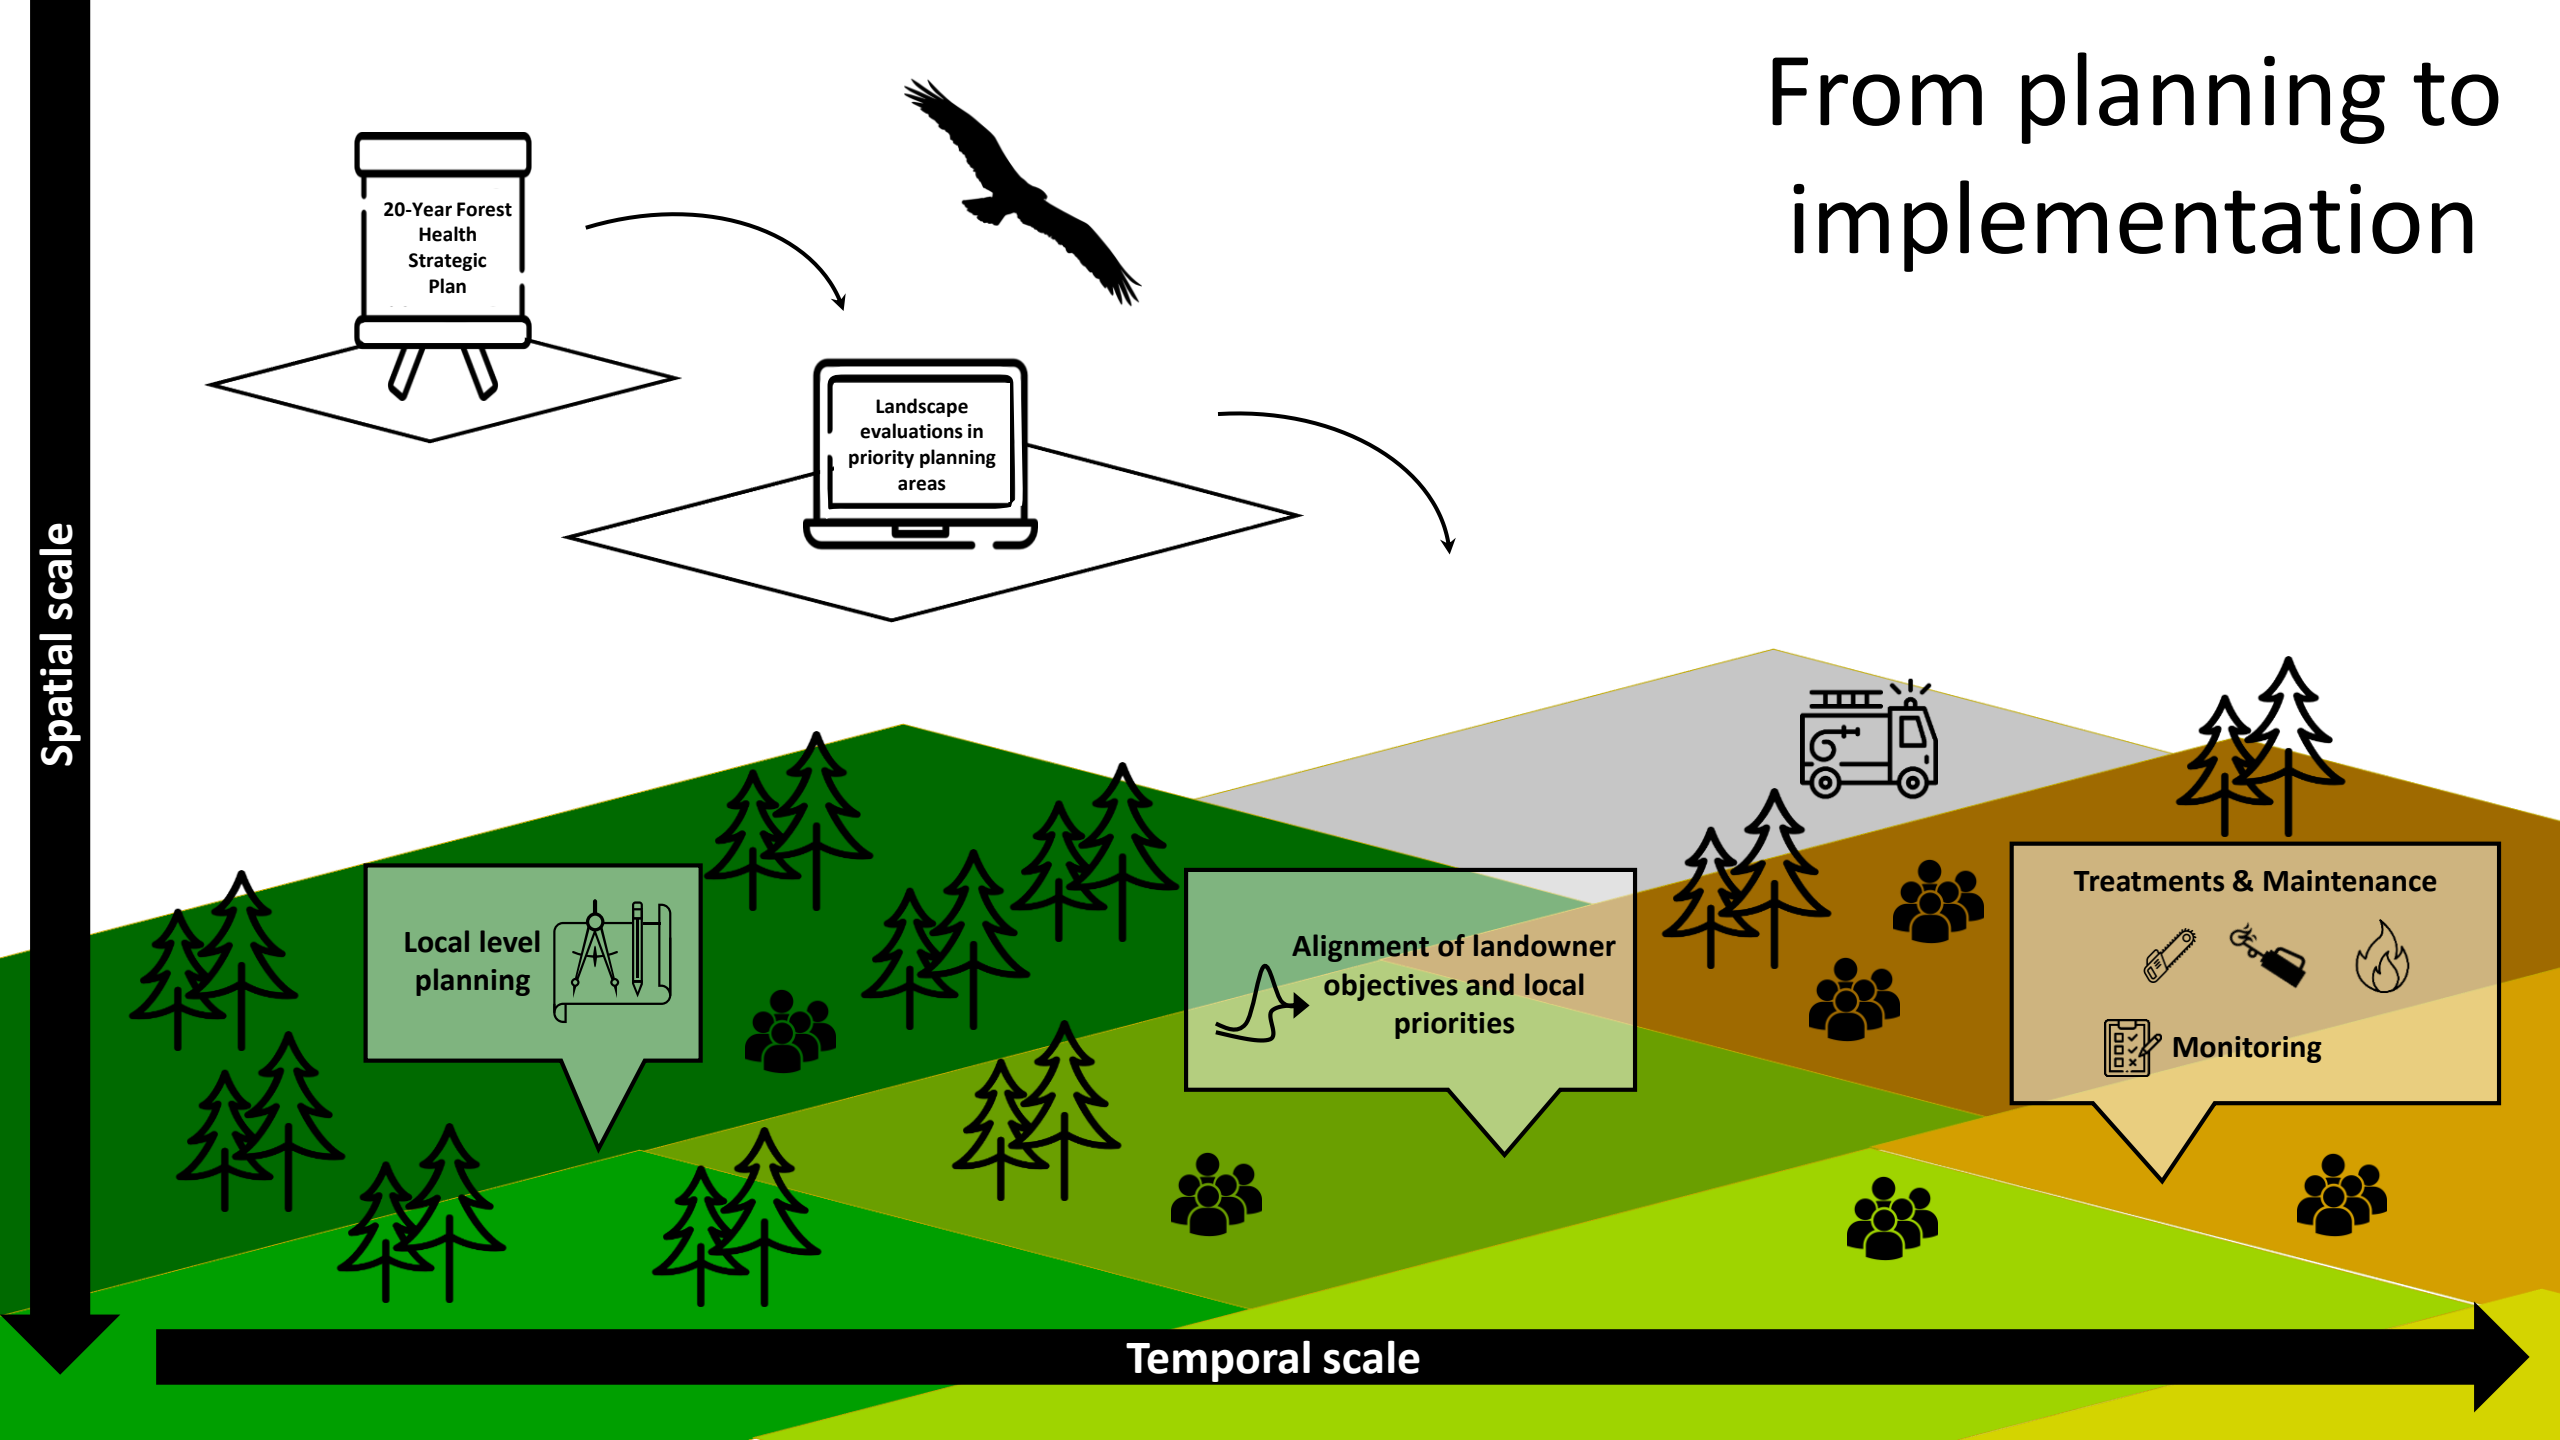 From planning to
implementation
20-Year Forest
Health
Strategic
Plan
Landscape
evaluations in
priority planning
areas
Spatial scale
Local level
planning
Alignment of landowner
objectives and local
priorities
Treatments & Maintenance
Monitoring
Temporal scale